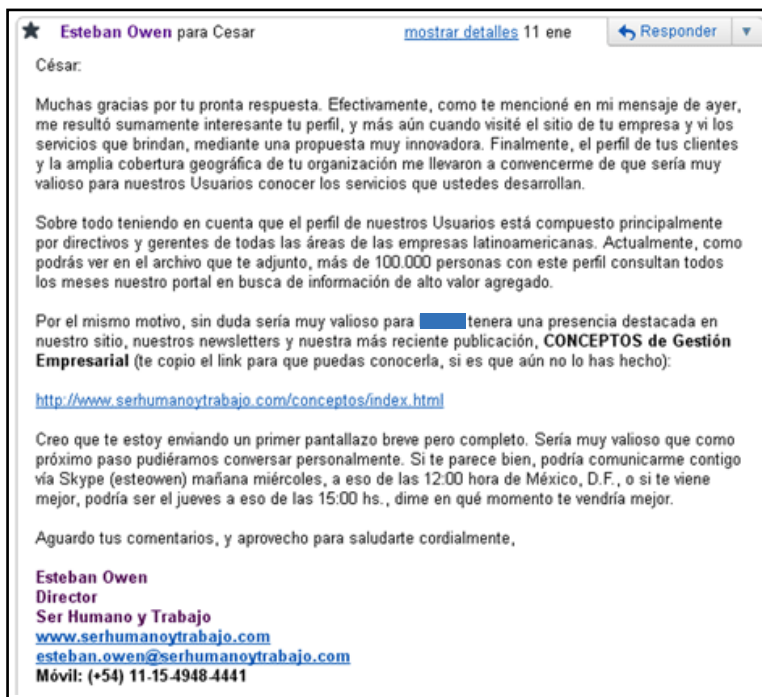 Esteban Owen para Cesar mostrar detalles 11 ene Responder
César:
Muchas gracias por tu pronta respuesta. Efectivamente, como te mencioné en mi mensaje de ayer,
me resultó sumamente interesante tu perfil, y más aún cuando visité el sitio de tu empresa y vi los
servicios que brindan, mediante una propuesta muy innovadora. Finalmente, el perfil de tus clientes
y la amplia cobertura geográfica de tu organización me llevaron a convencerme de que sería muy
valioso para nuestros Usuarios conocer los servicios que ustedes desarrollan.
Sobre todo teniendo en cuenta que el perfil de nuestros Usuarios está compuesto principalmente
por directivos y gerentes de todas las áreas de las empresas latinoamericanas. Actualmente, como
podrás ver en el archivo que te adjunto, más de 100.000 personas con este perfil consultan todos
los meses nuestro portal en busca de información de alto valor agregado.
Por el mismo motivo, sin duda sería muy valioso para tenera una presencia destacada en
nuestro sitio, nuestros newsletters y nuestra más reciente publicación, CONCEPTOS de Gestión
Empresarial (te copio el link para que puedas conocerla, si es que aún no lo has hecho):
http://www.serhumanoytrabajo.com/conceptos/index.html
Creo que te estoy enviando un primer pantallazo breve pero completo. Sería muy valioso que como
próximo paso pudiéramos conversar personalmente. Si te parece bien, podría comunicarme contigo
vía Skype (esteowen) mañana miércoles, a eso de las 12:00 hora de México, D.F., o si te viene
mejor, podría ser el jueves a eso de las 15:00 hs., dime en qué momento te vendría mejor.
Aguardo tus comentarios, y aprovecho para saludarte cordialmente,
Esteban Owen
Director
Ser Humano y Trabajo
www.serhumanoytrabajo.com
esteban.owen@serhumanoytrabajo.com
Móvil: (+54) 11-15-4948-4441